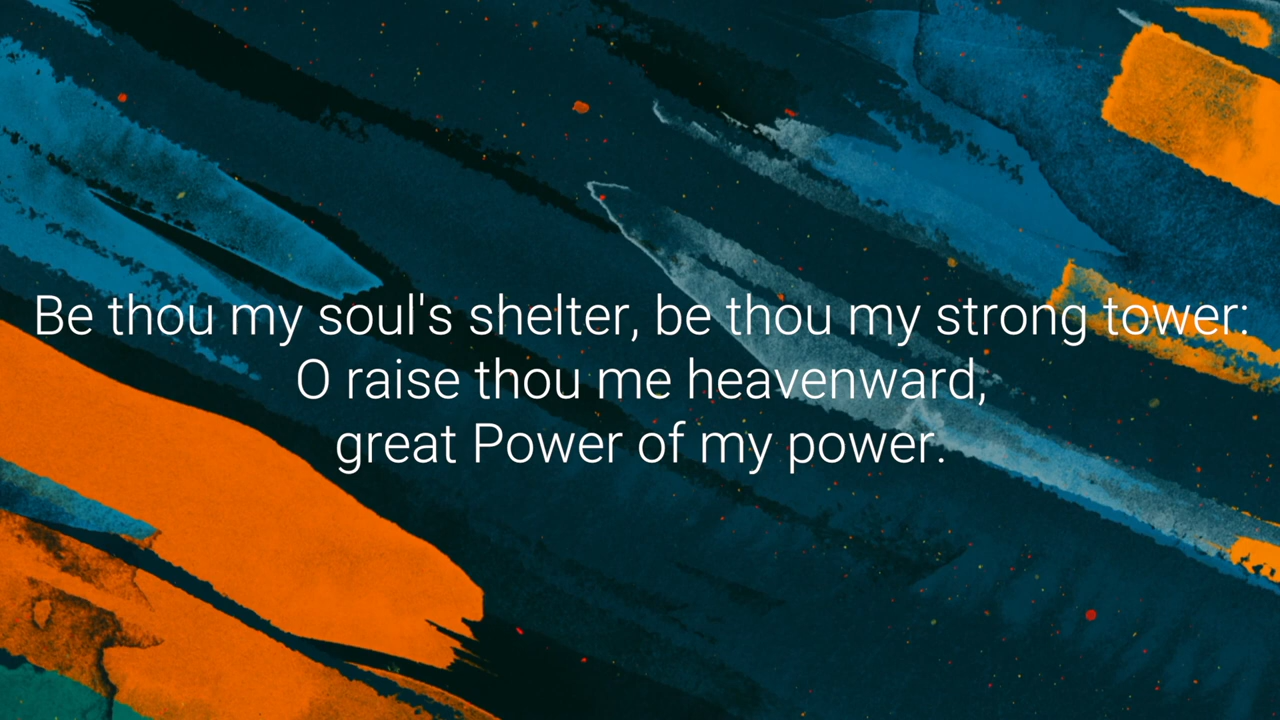 Be thou my soul's shelter, be thou my strong tower:
O raise thou me heavenward,
great Power of my power.